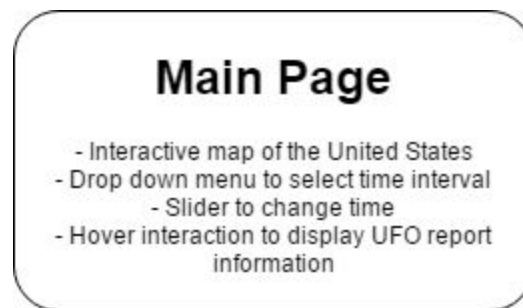 Main Page
- Interactive map of the United States
- Drop down menu to select time interval
- Slider to change time
- Hover interaction to display UFO report
information